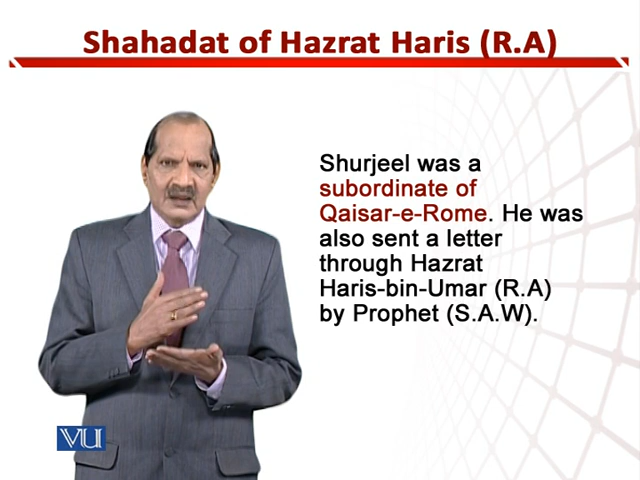 Shahadat of Hazrat Haris (R.A)
Shurjeel was a
subordinate of
Qaisar-e-Rome. He was
also sent a letter
through Hazrat
Haris-bin-Umar (R.A)
by Prophet (S.A.W).
VU